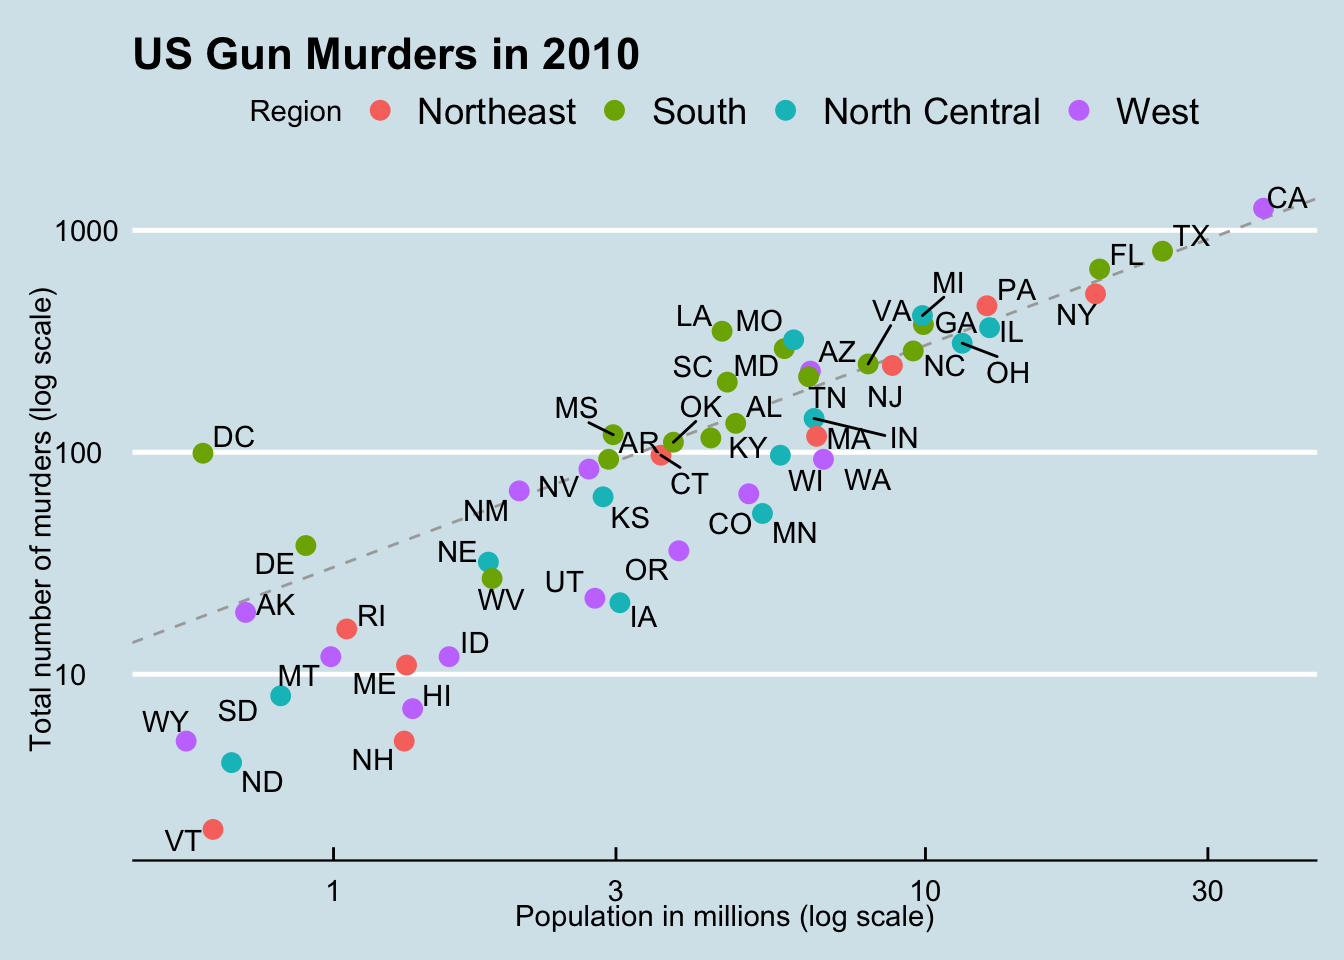 US Gun Murders in 2010
Region Northeast South North Central West
CA
1000
TX
FL
MI
PA
NY
VA
GA
IL
LA
MO
AZ
NC
OH
SC
MD
TN
NJ
MS
OK
AL
DC
AR
KY
MA
IN
100
CT
WI
WA
NV
NM
KS
CO
MN
NE
DE
OR
UT
WV
AK
RI
IA
ID
MT
10
ME
HI
SD
WY
NH
ND
VT
Total number of murders (log scale)
1 3 10 30
Population in millions (log scale)